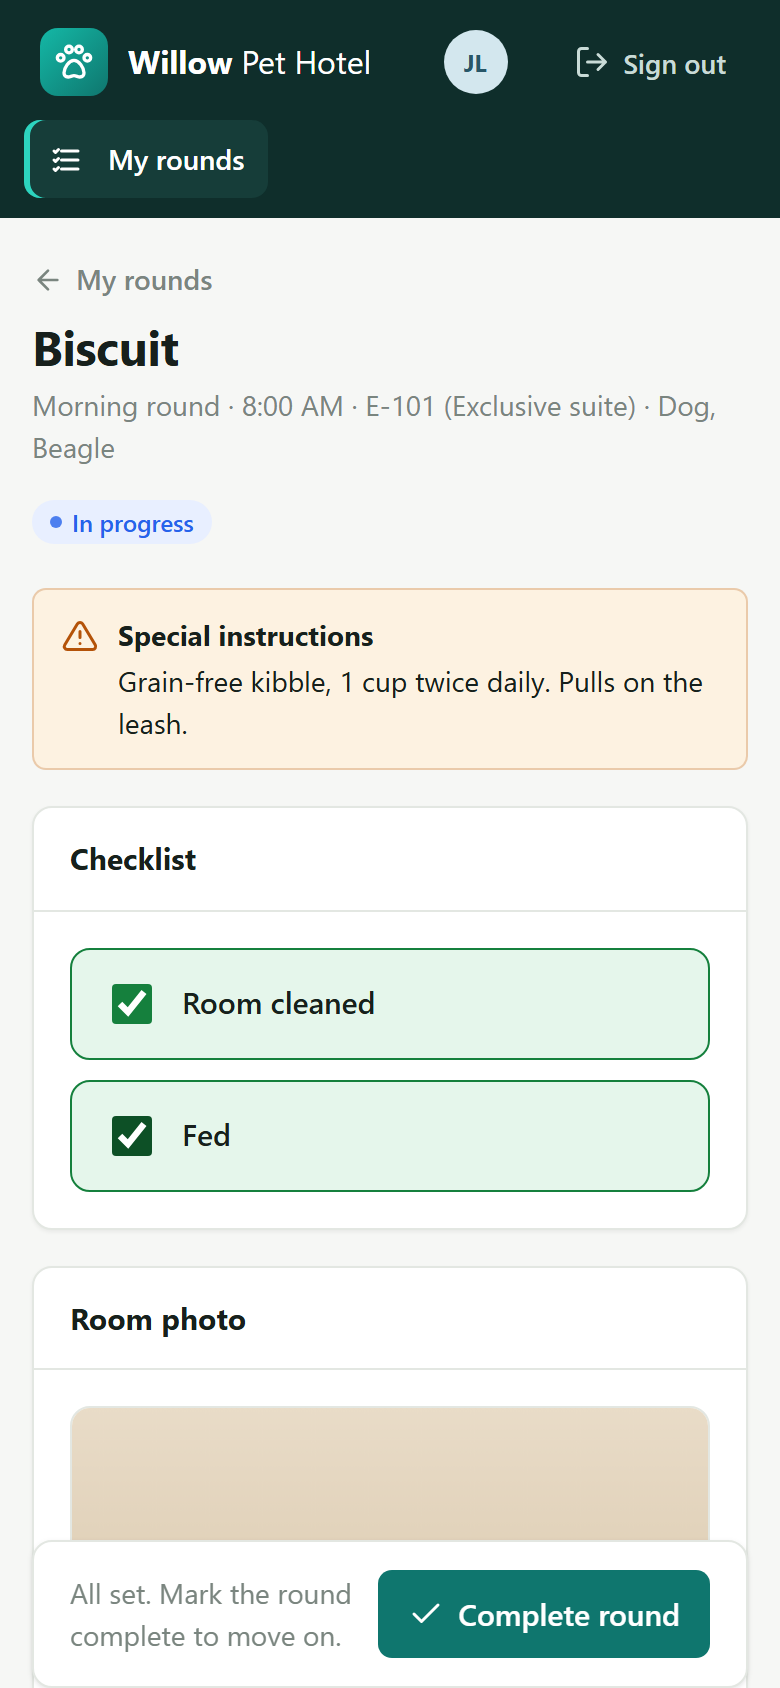 Willow Pet Hotel
JL
Sign out
My rounds
My rounds
Biscuit
Morning round · 8:00 AM · E-101 (Exclusive suite) · Dog,
Beagle
In progress
Special instructions
Grain-free kibble, 1 cup twice daily. Pulls on the
leash.
Checklist
Room cleaned
Fed
Room photo
All set. Mark the round
complete to move on.
Complete round